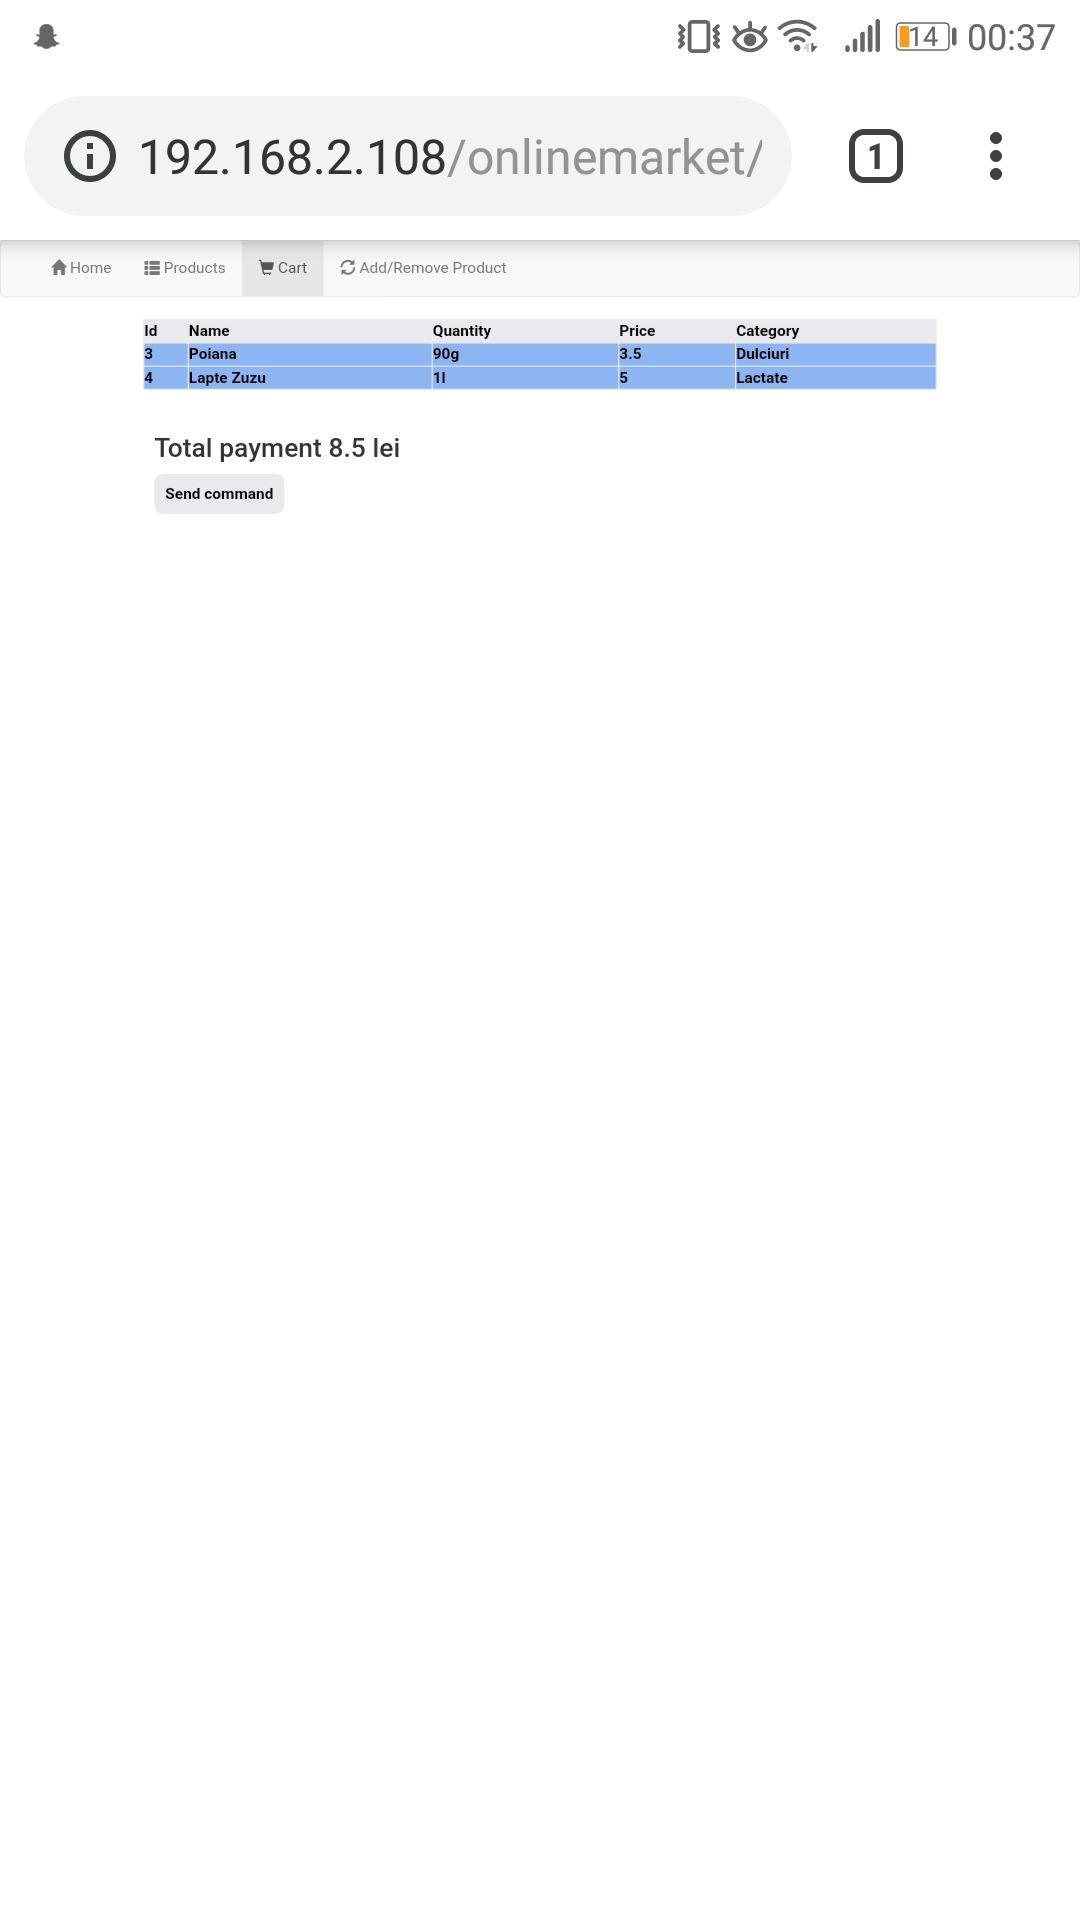 14 00:37
192.168.2.108/onlinemarket/
1
Home Products Cart Add/Remove Product
Id Name Quantity Price Category
3 Poiana 90g 3.5 Dulciuri
4 Lapte Zuzu 1l 5 Lactate
Total payment 8.5 lei
Send command